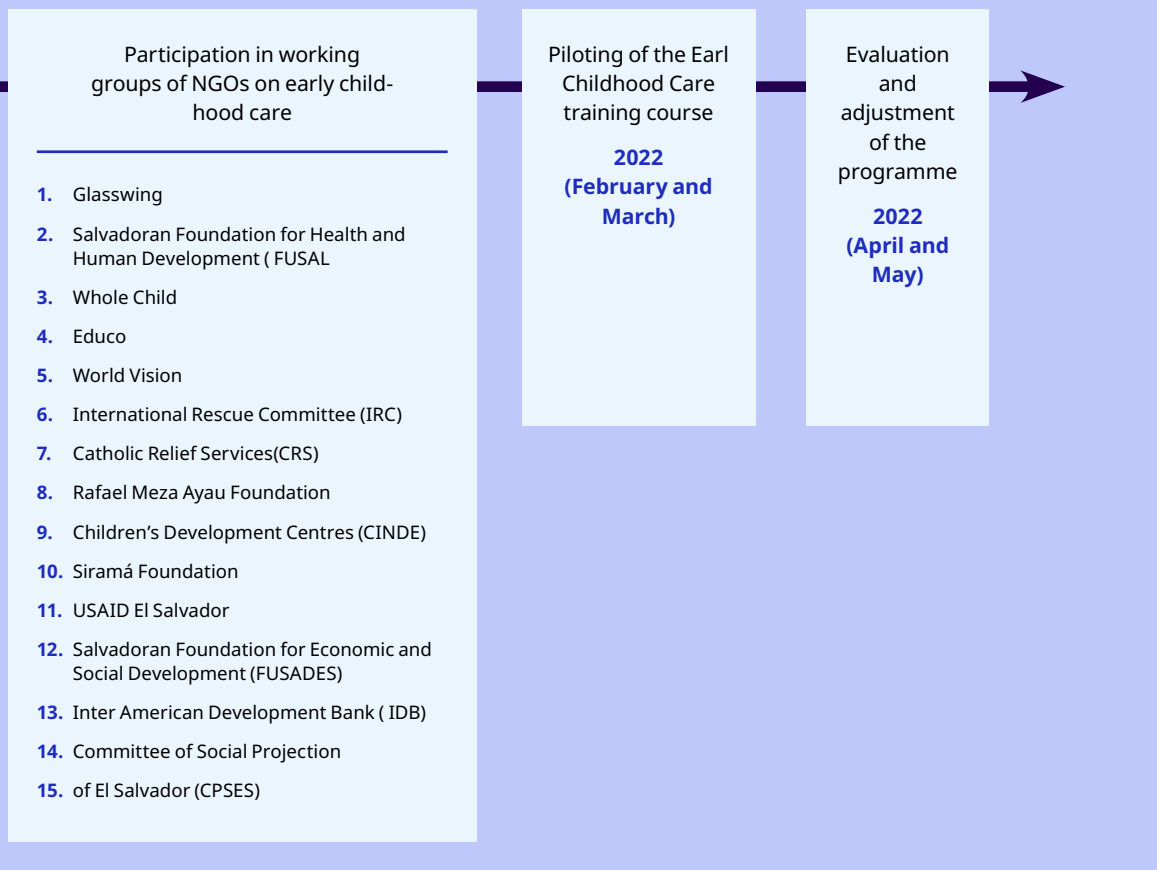 Participation in working
groups of NGOs on early child-
hood care
1. Glasswing
2. Salvadoran Foundation for Health and
Human Development ( FUSAL
3. Whole Child
4. Educo
5. World Vision
6. International Rescue Committee (IRC)
7. Catholic Relief Services(CRS)
8. Rafael Meza Ayau Foundation
9. Children’s Development Centres (CINDE)
10. Siramá Foundation
11. USAID El Salvador
12. Salvadoran Foundation for Economic and
Social Development (FUSADES)
13. Inter American Development Bank ( IDB)
14. Committee of Social Projection
15. of El Salvador (CPSES)
Piloting of the Earl
Childhood Care
training course
2022
(February and
March)
Evaluation
and
adjustment
of the
programme
2022
(April and
May)